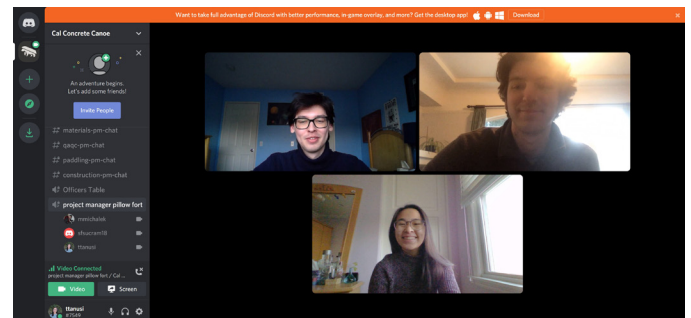 Want to take full advantage of Discord with better performance, in-game overlay, and more? Get the desktop app!
Download
Cal Concrete Canoe
An adventure begins.
Let's add some friends!
Invite People
materials-pm-chat
qaqc-pm-chat
paddling-pm-chat
construction-pm-chat
Officers Table
project manager pillow fort
mmichalek
ttanusi
Video Connected
project manager pillow fort / Cal ...
Video
Screen
ttanusi
#7549